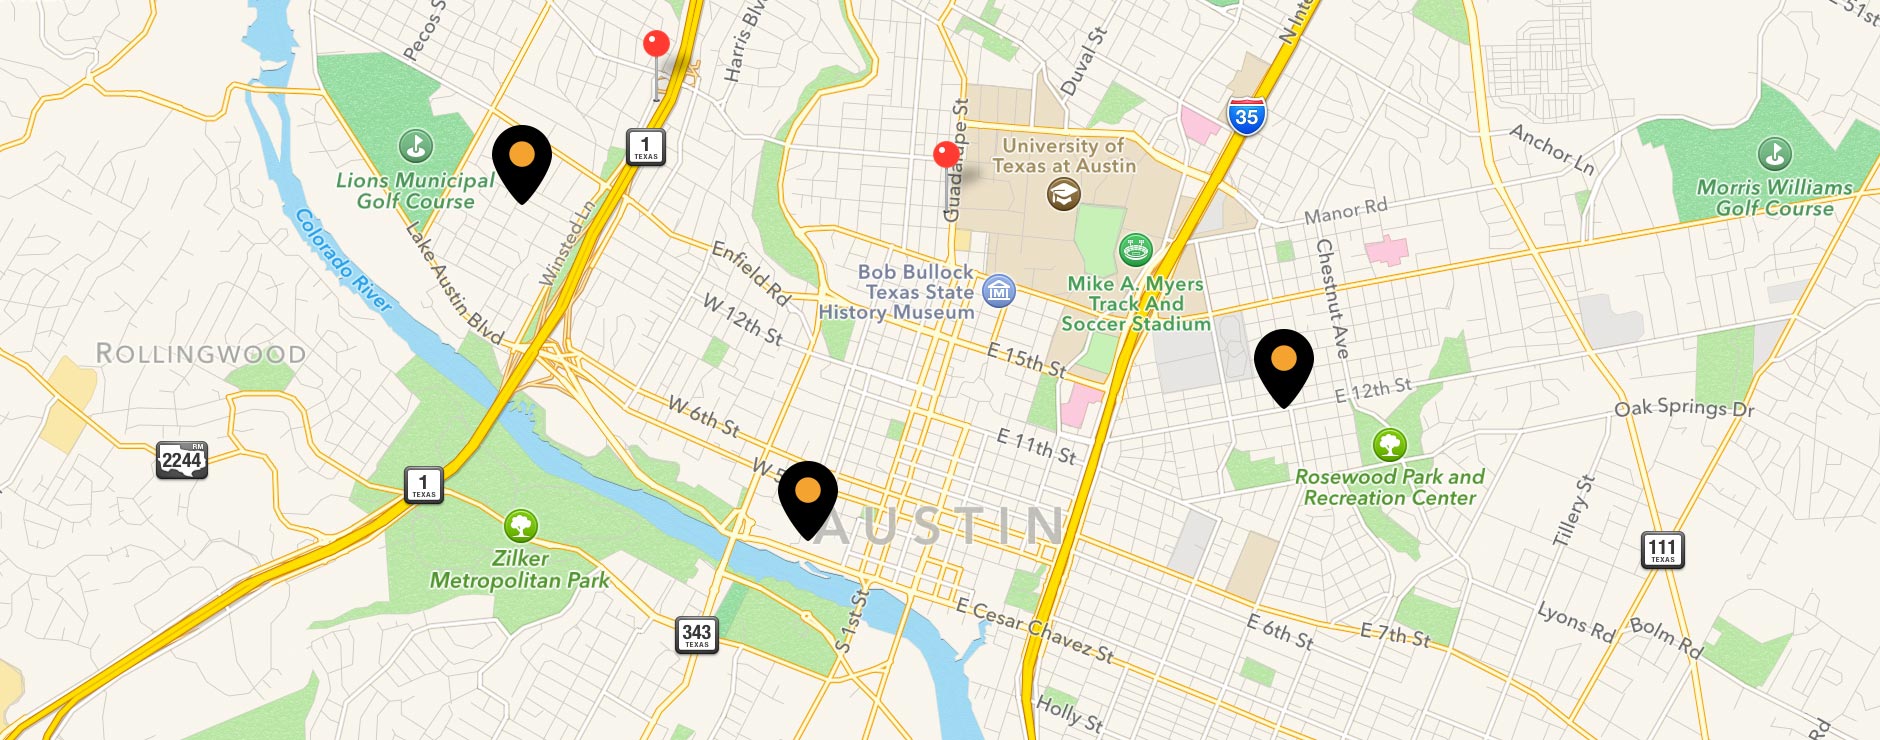 Pecos S
Harris Blv
Duval St
N Inte
E 51st
35
Guadalupe St
1
TEXAS
University of
Texas at Austin
Anchor Ln
Lions Municipal
Golf Course
Morris Williams
Golf Course
Manor Rd
Colorado River
Lake Austin Blvd
Winsted Ln
Enfield Rd
Bob Bullock
Texas State
History Museum
Mike A. Myers
Track And
Soccer Stadium
Chestnut Ave
W 12th St
ROLLINGWOOD
E 15th St
E 12th St
Oak Springs Dr
W 6th St
E 11th St
RM
2244
1
TEXAS
W 5
Rosewood Park and
Recreation Center
Tillery St
AUSTIN
Zilker
Metropolitan Park
111
TEXAS
343
TEXAS
S 1st St
E Cesar Chavez St
E 6th St
E 7th St
Lyons Rd
Bolm Rd
Holly St
Rd